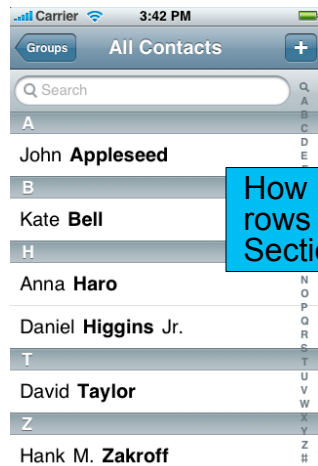 Carrier 3:42 PM
Groups All Contacts +
Search
A
John Appleseed
B
Kate Bell
H
Anna Haro
Daniel Higgins Jr.
T
David Taylor
Z
Hank M. Zakroff
How
rows
A
B
C
D
E
N
O
P
Q
R
S
T
U
V
W
X
Y
Z
#